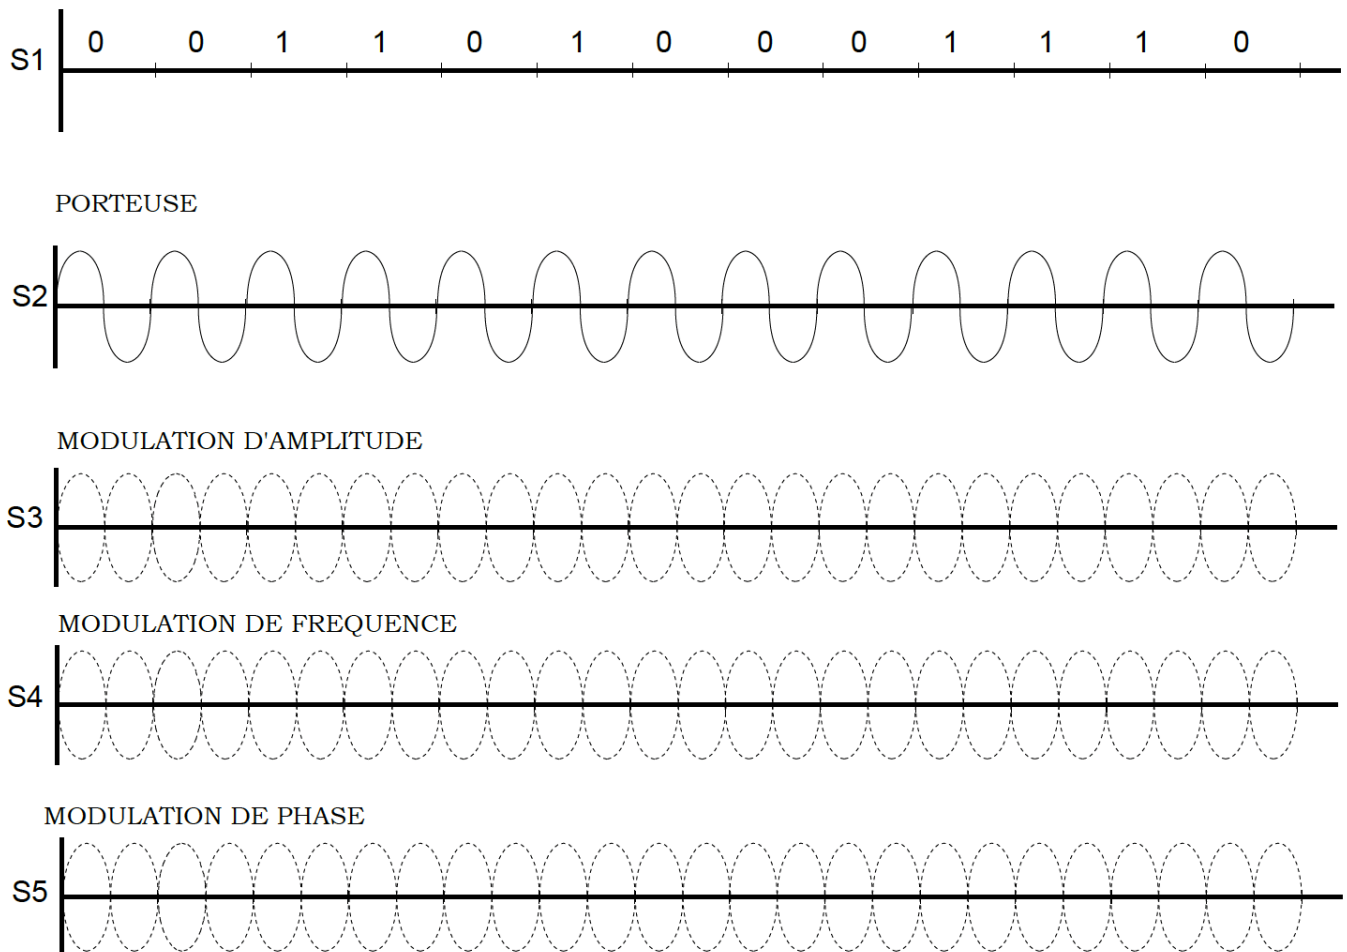 0 0 1 1 0 1 0 0 0 1 1 1 0
S1
PORTEUSE
S2
MODULATION D'AMPLITUDE
S3
MODULATION DE FREQUENCE
S4
MODULATION DE PHASE
S5